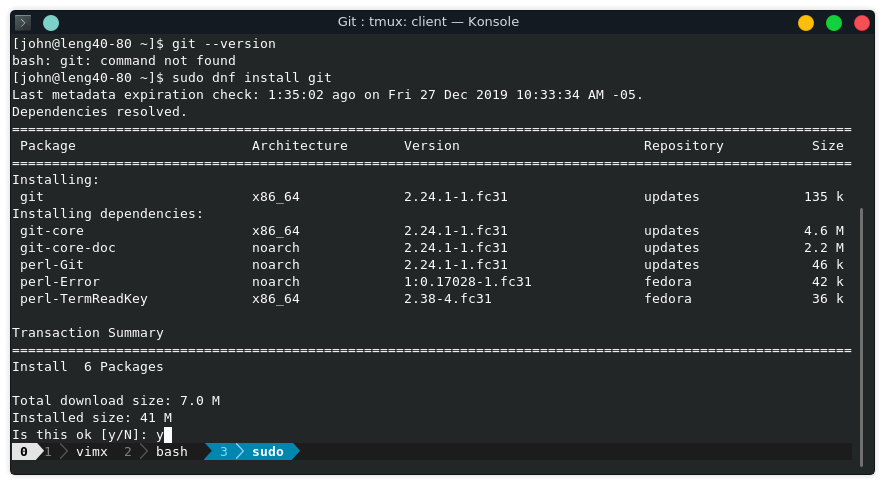 Git : tmux: client — Konsole
[john@leng40-80 ~]$ git --version
bash: git: command not found
[john@leng40-80 ~]$ sudo dnf install git
Last metadata expiration check: 1:35:02 ago on Fri 27 Dec 2019 10:33:34 AM -05.
Dependencies resolved.
================================================================================
Package Architecture Version Repository Size
================================================================================
Installing:
git x86_64 2.24.1-1.fc31 updates 135 k
Installing dependencies:
git-core x86_64 2.24.1-1.fc31 updates 4.6 M
git-core-doc noarch 2.24.1-1.fc31 updates 2.2 M
perl-Git noarch 2.24.1-1.fc31 updates 46 k
perl-Error noarch 1:0.17028-1.fc31 fedora 42 k
perl-TermReadKey x86_64 2.38-4.fc31 fedora 36 k
Transaction Summary
================================================================================
Install 6 Packages
Total download size: 7.0 M
Installed size: 41 M
Is this ok [y/N]: y
0 1 vimx 2 bash 3 sudo